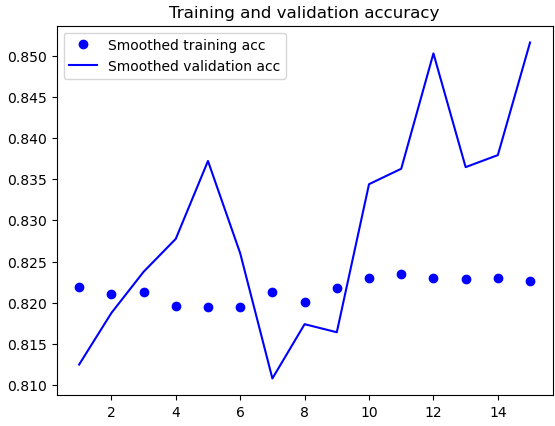 Training and validation accuracy
Smoothed training acc
Smoothed validation acc
0.850
0.845
0.840
0.835
0.830
0.825
0.820
0.815
0.810
2 4 6 8 10 12 14